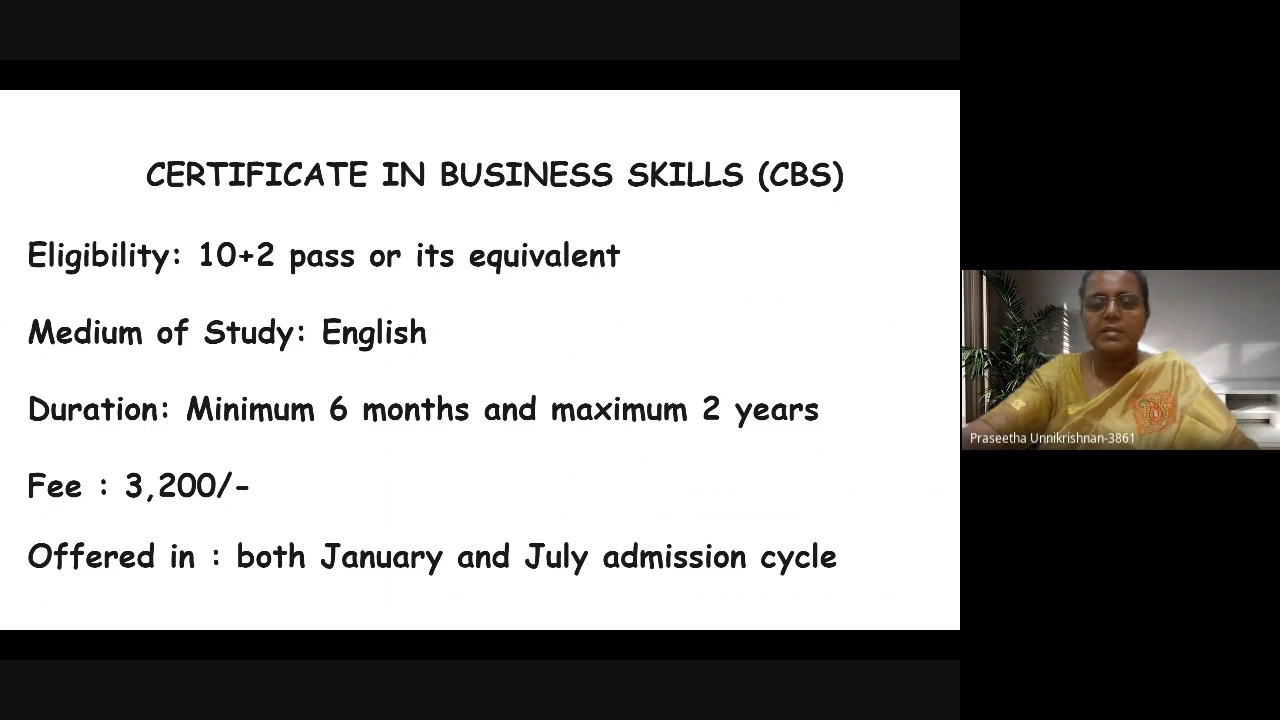 CERTIFICATE IN BUSINESS SKILLS (CBS)
Eligibility: 10+2 pass or its equivalent
Medium of Study: English
Duration: Minimum 6 months and maximum 2 years
Fee : 3,200/-
Offered in : both January and July admission cycle
Praseetha Unnikrishnan-3861